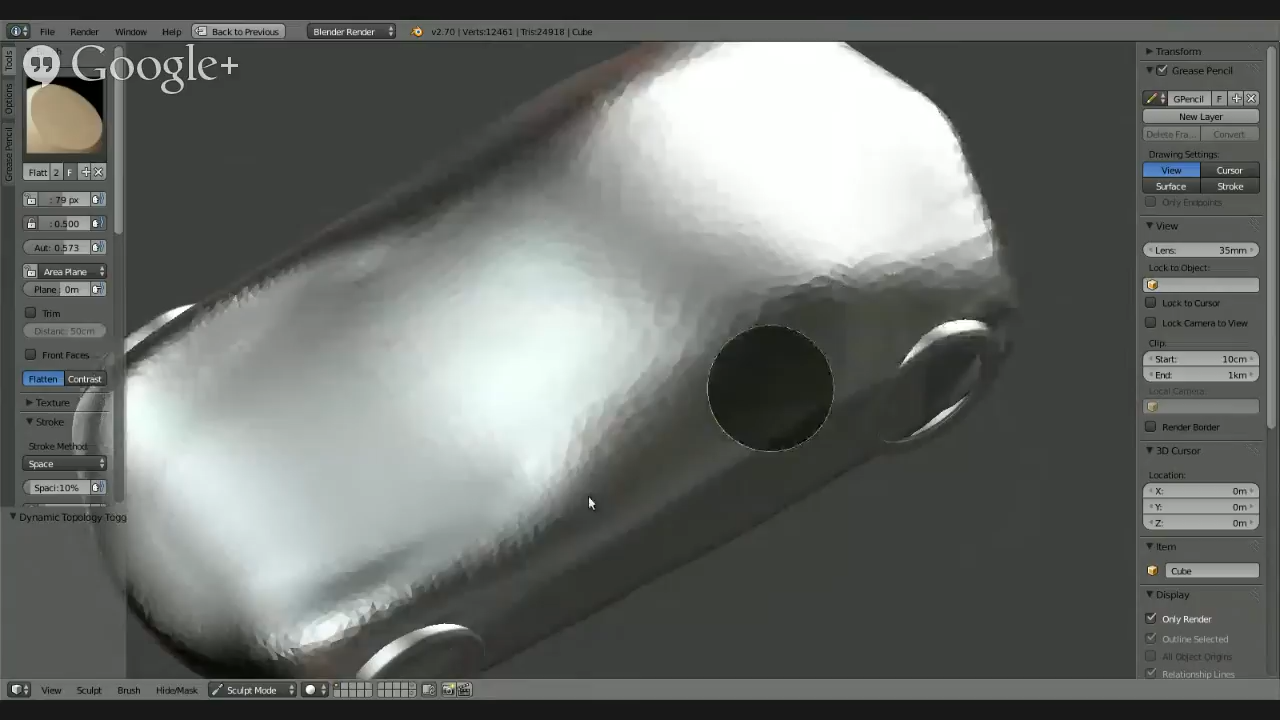 File Render Window Help Back to Previous Blender Render v2.70 | Verts:12461 | Tris:24918 | Cube
Google+
Tools
Options
Grease Pencil
Flatt 2 F
: 79 px
: 0.500
Aut: 0.573
Area Plane
Plane : 0m
Trim
Distanc: 50cm
Front Faces
Flatten Contrast
Texture
Stroke
Stroke Method:
Space
Spaci:10%
Dynamic Topology Togg
Transform
Grease Pencil
GPencil F
New Layer
Delete Fra... Convert
Drawing Settings:
View Cursor
Surface Stroke
Only Endpoints
View
Lens: 35mm
Lock to Object:
Lock to Cursor
Lock Camera to View
Clip:
Start: 10cm
End: 1km
Local Camera:
Render Border
3D Cursor
Location:
X: 0m
Y: 0m
Z: 0m
Item
Cube
Display
Only Render
Outline Selected
All Object Origins
Relationship Lines
View Sculpt Brush Hide/Mask Sculpt Mode